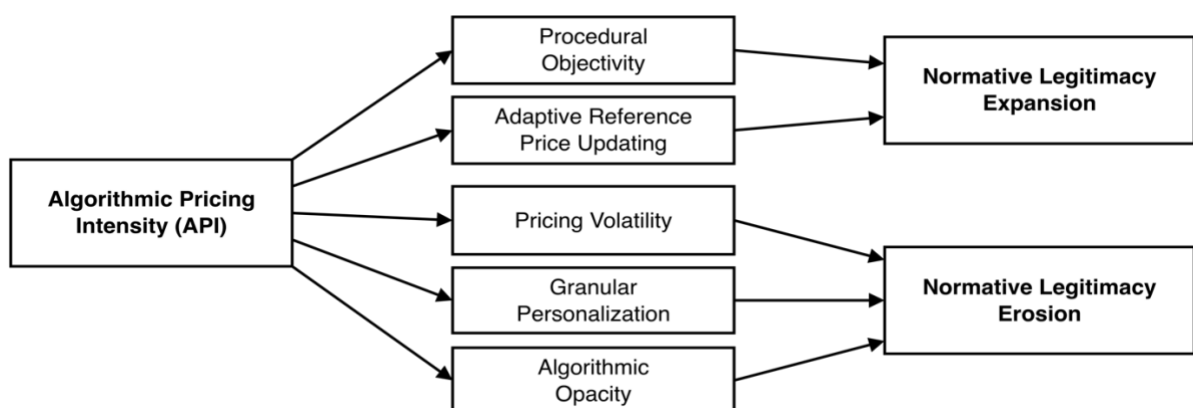 Procedural
Objectivity
Normative Legitimacy
Expansion
Adaptive Reference
Price Updating
Algorithmic Pricing
Intensity (API)
Pricing Volatility
Granular
Personalization
Normative Legitimacy
Erosion
Algorithmic
Opacity